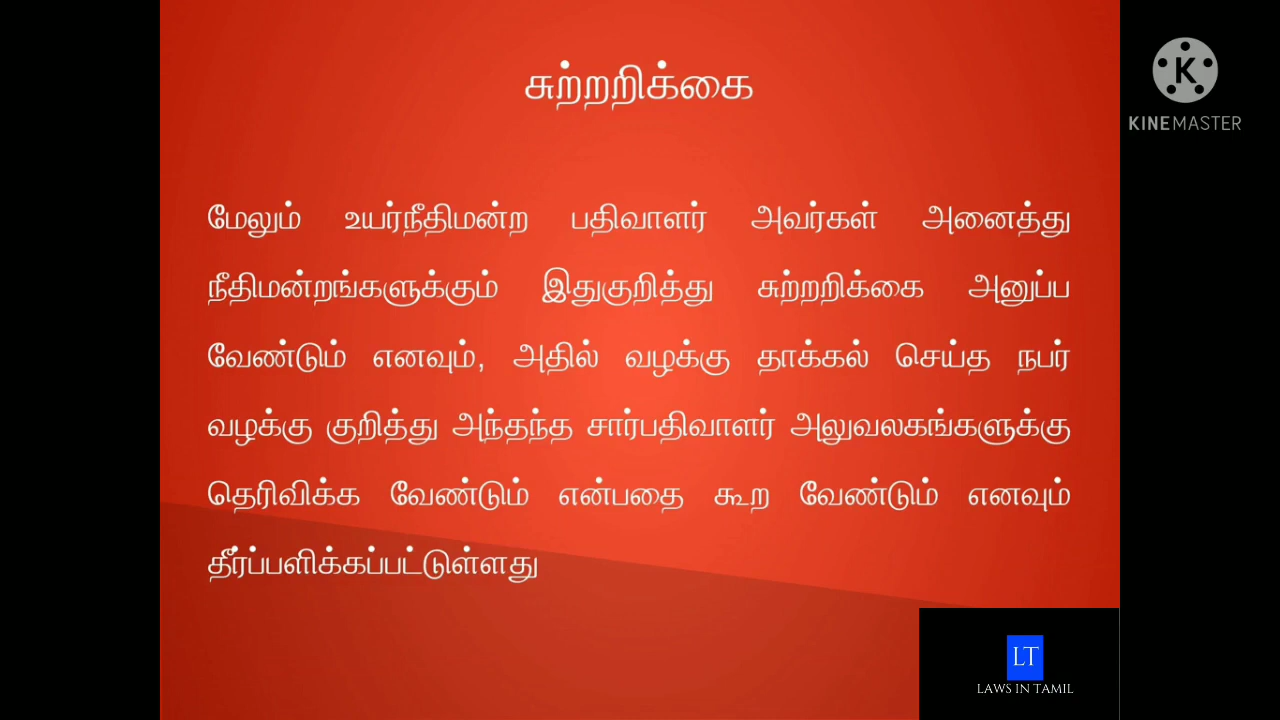 சுற்றறிக்கை
K
KINEMASTER
மேலும் உயர்நீதிமன்ற பதிவாளர் அவர்கள் அனைத்து
நீதிமன்றங்களுக்கும் இதுகுறித்து சுற்றறிக்கை அனுப்ப
வேண்டும் எனவும், அதில் வழக்கு தாக்கல் செய்த நபர்
வழக்கு குறித்து அந்தந்த சார்பதிவாளர் அலுவலகங்களுக்கு
தெரிவிக்க வேண்டும் என்பதை கூற வேண்டும் எனவும்
தீர்ப்பளிக்கப்பட்டுள்ளது
LT
LAWS IN TAMIL